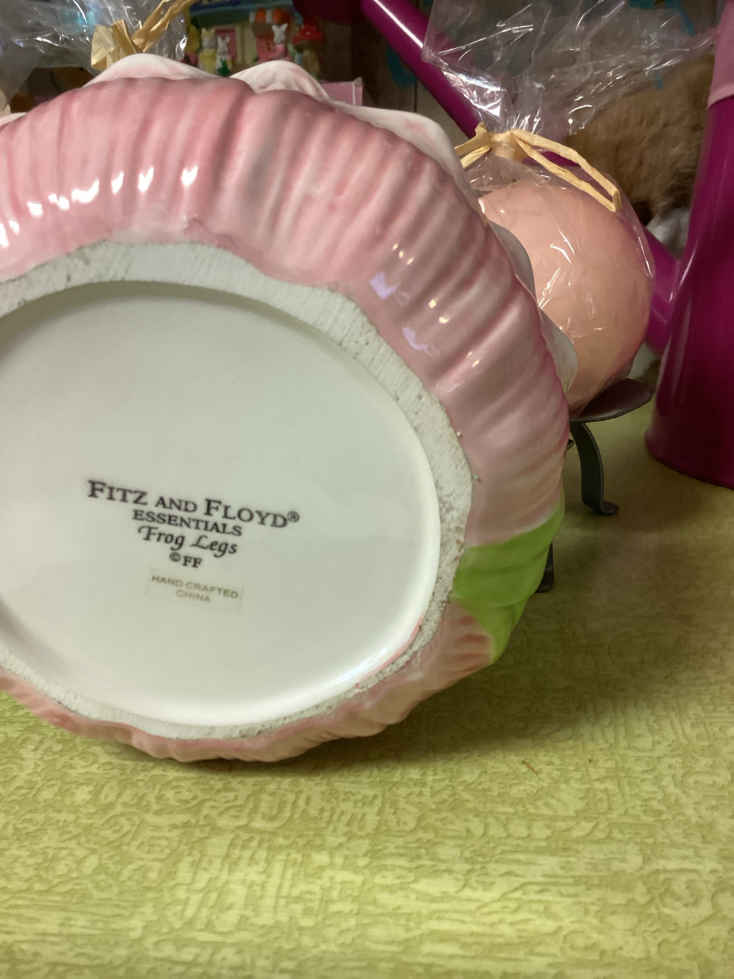 FITZ AND FLOYD®
ESSENTIALS
Frog Legs
©FF
HAND CRAFTED
CHINA